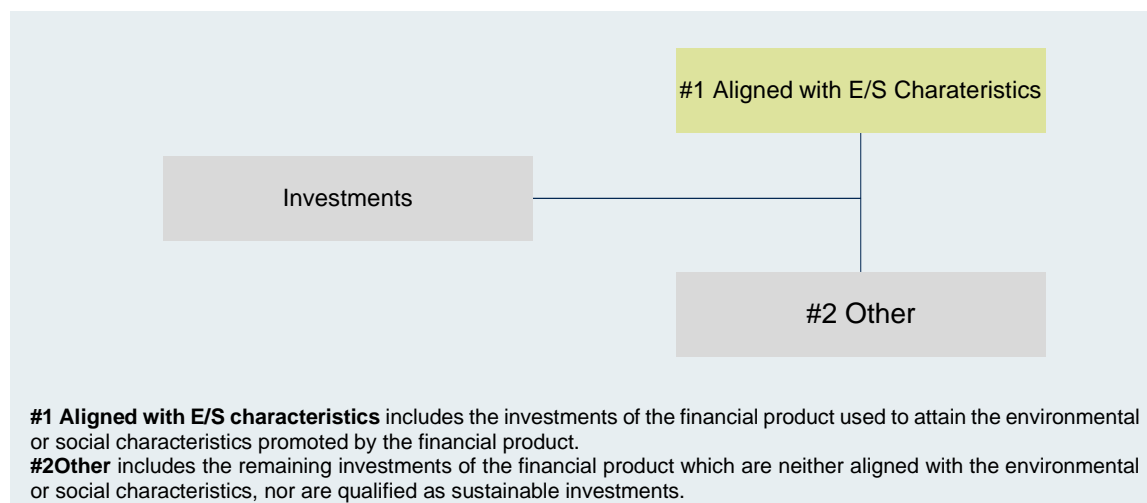 #1 Aligned with E/S Charateristics
Investments
#2 Other
#1 Aligned with E/S characteristics includes the investments of the financial product used to attain the environmental
or social characteristics promoted by the financial product.
#2Other includes the remaining investments of the financial product which are neither aligned with the environmental
or social characteristics, nor are qualified as sustainable investments.